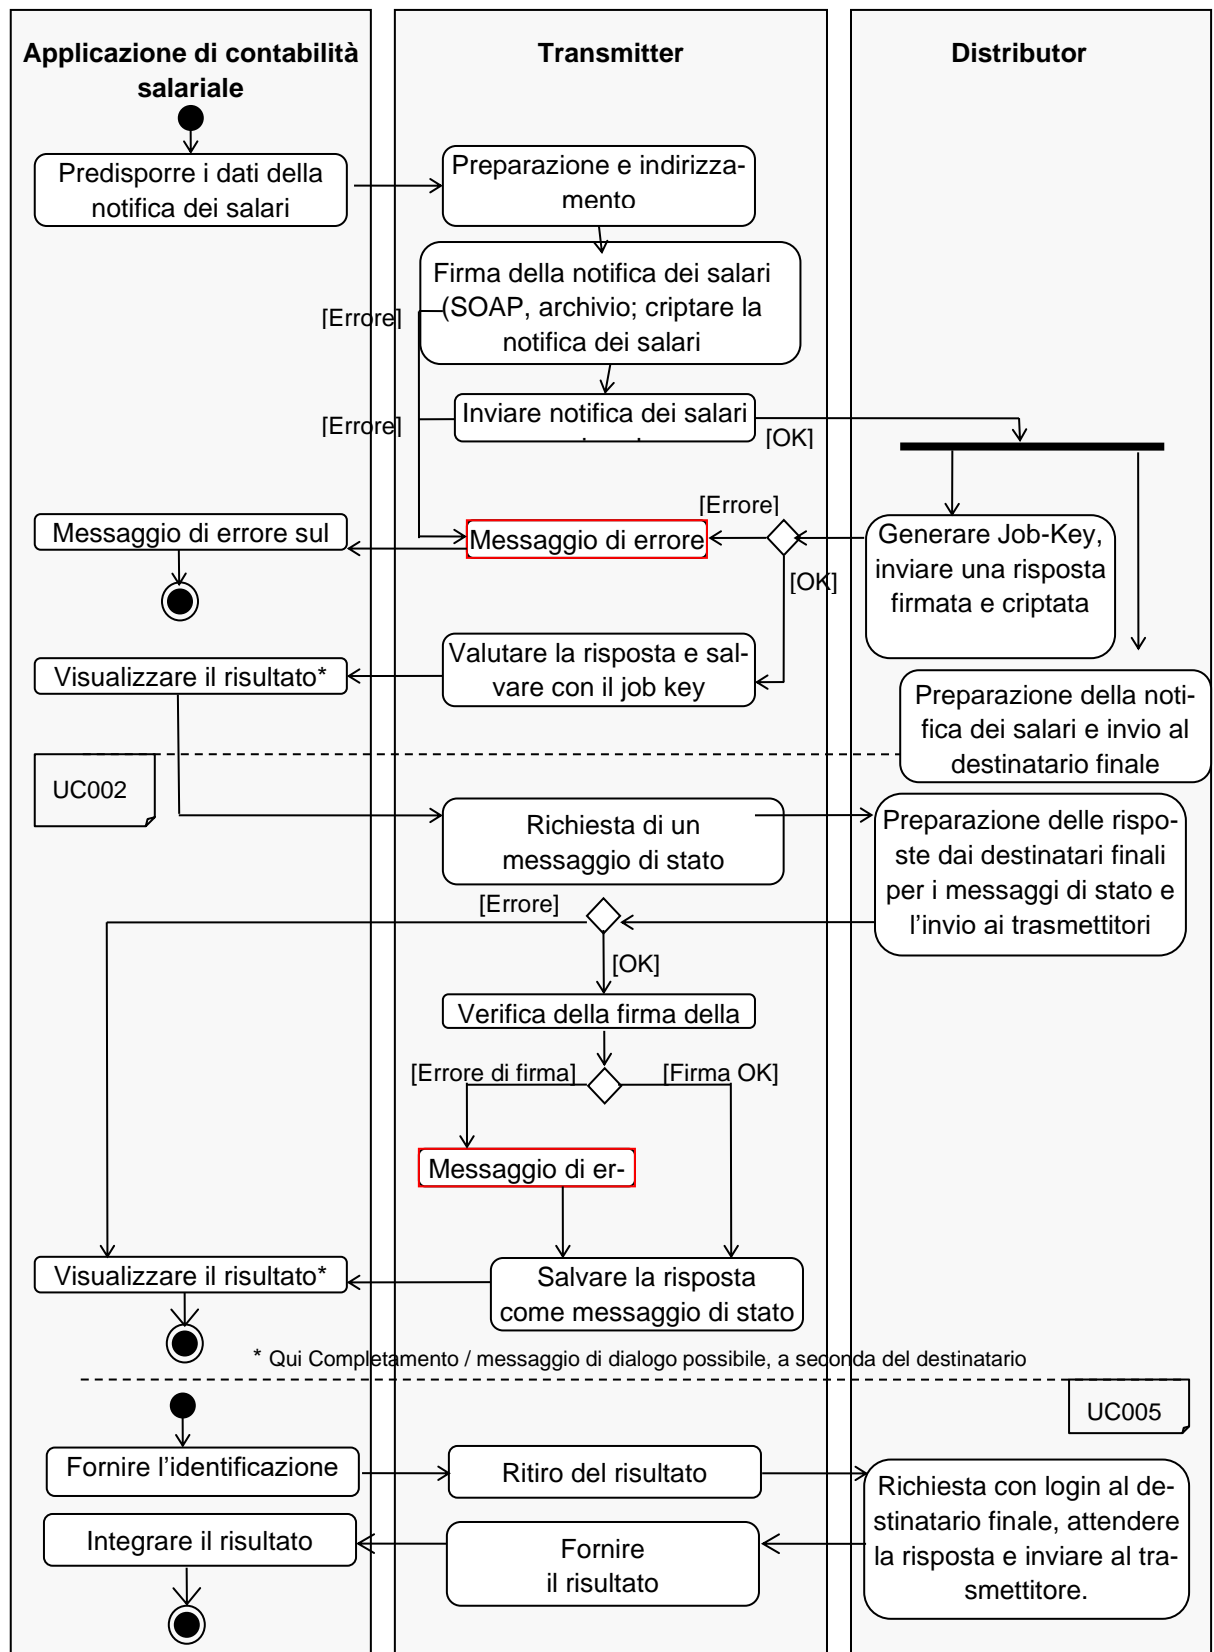 Applicazione di contabilità
salariale
Transmitter
Distributor
Predisporre i dati della
notifica dei salari
Preparazione e indirizza-
mento
Firma della notifica dei salari
(SOAP, archivio; criptare la
notifica dei salari
[Errore]
Inviare notifica dei salari
[Errore]
[OK]
[Errore]
Messaggio di errore sul
Messaggio di errore
Generare Job-Key,
inviare una risposta
firmata e criptata
[OK]
Visualizzare il risultato*
Valutare la risposta e sal-
vare con il job key
Preparazione della noti-
fica dei salari e invio al
destinatario finale
UC002
Richiesta di un
messaggio di stato
Preparazione delle rispo-
ste dai destinatari finali
per i messaggi di stato e
l'invio ai trasmettitori
[Errore]
[OK]
Verifica della firma della
[Errore di firma]
[Firma OK]
Messaggio di er-
Visualizzare il risultato*
Salvare la risposta
come messaggio di stato
* Qui Completamento / messaggio di dialogo possibile, a seconda del destinatario
UC005
Fornire l'identificazione
Ritiro del risultato
Richiesta con login al de-
stinatario finale, attendere
la risposta e inviare al tra-
smettitore.
Integrare il risultato
Fornire
il risultato